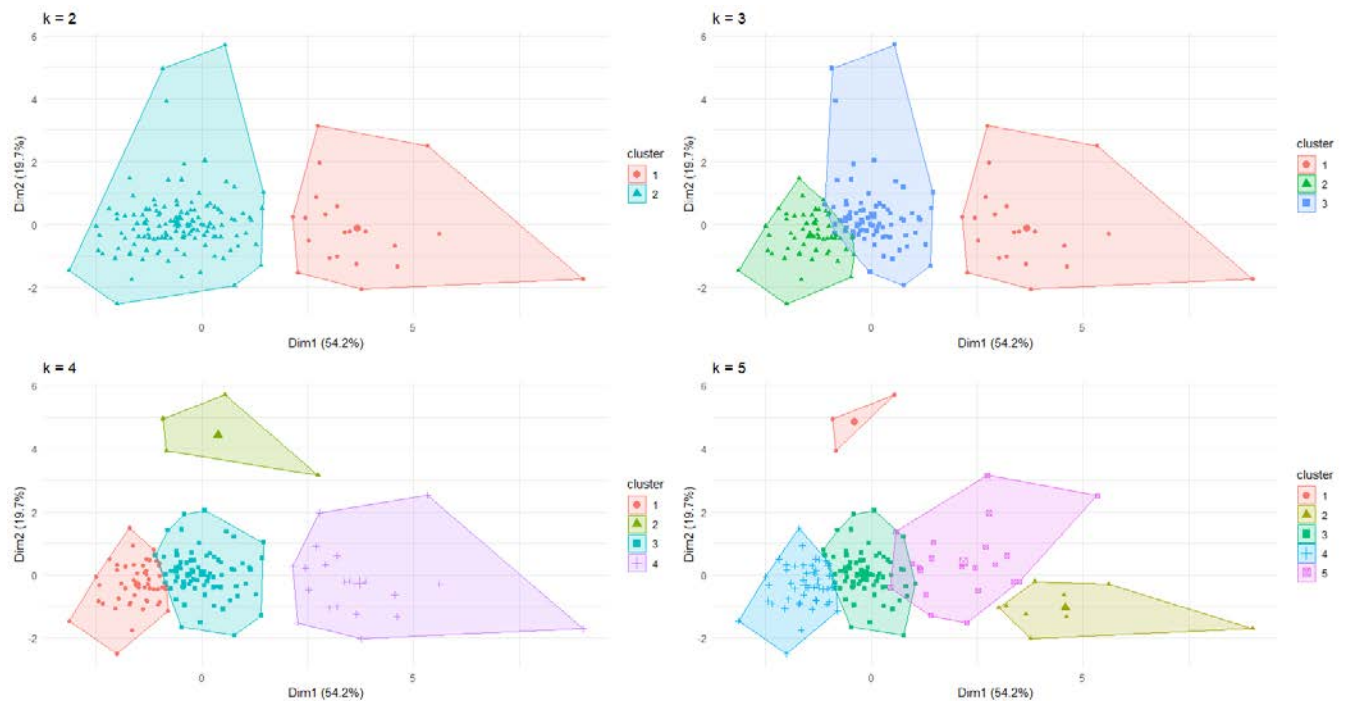 k = 2
6
4
2
0
-2
Dim2 (19.7%)
0
5
Dim1 (54.2%)
cluster
1
2
k = 3
6
4
2
0
-2
Dim2 (19.7%)
0
5
Dim1 (54.2%)
cluster
1
2
3
k = 4
6
4
2
0
-2
Dim2 (19.7%)
0
5
Dim1 (54.2%)
cluster
1
2
3
4
k = 5
6
4
2
0
-2
Dim2 (19.7%)
0
5
Dim1 (54.2%)
cluster
1
2
3
4
5